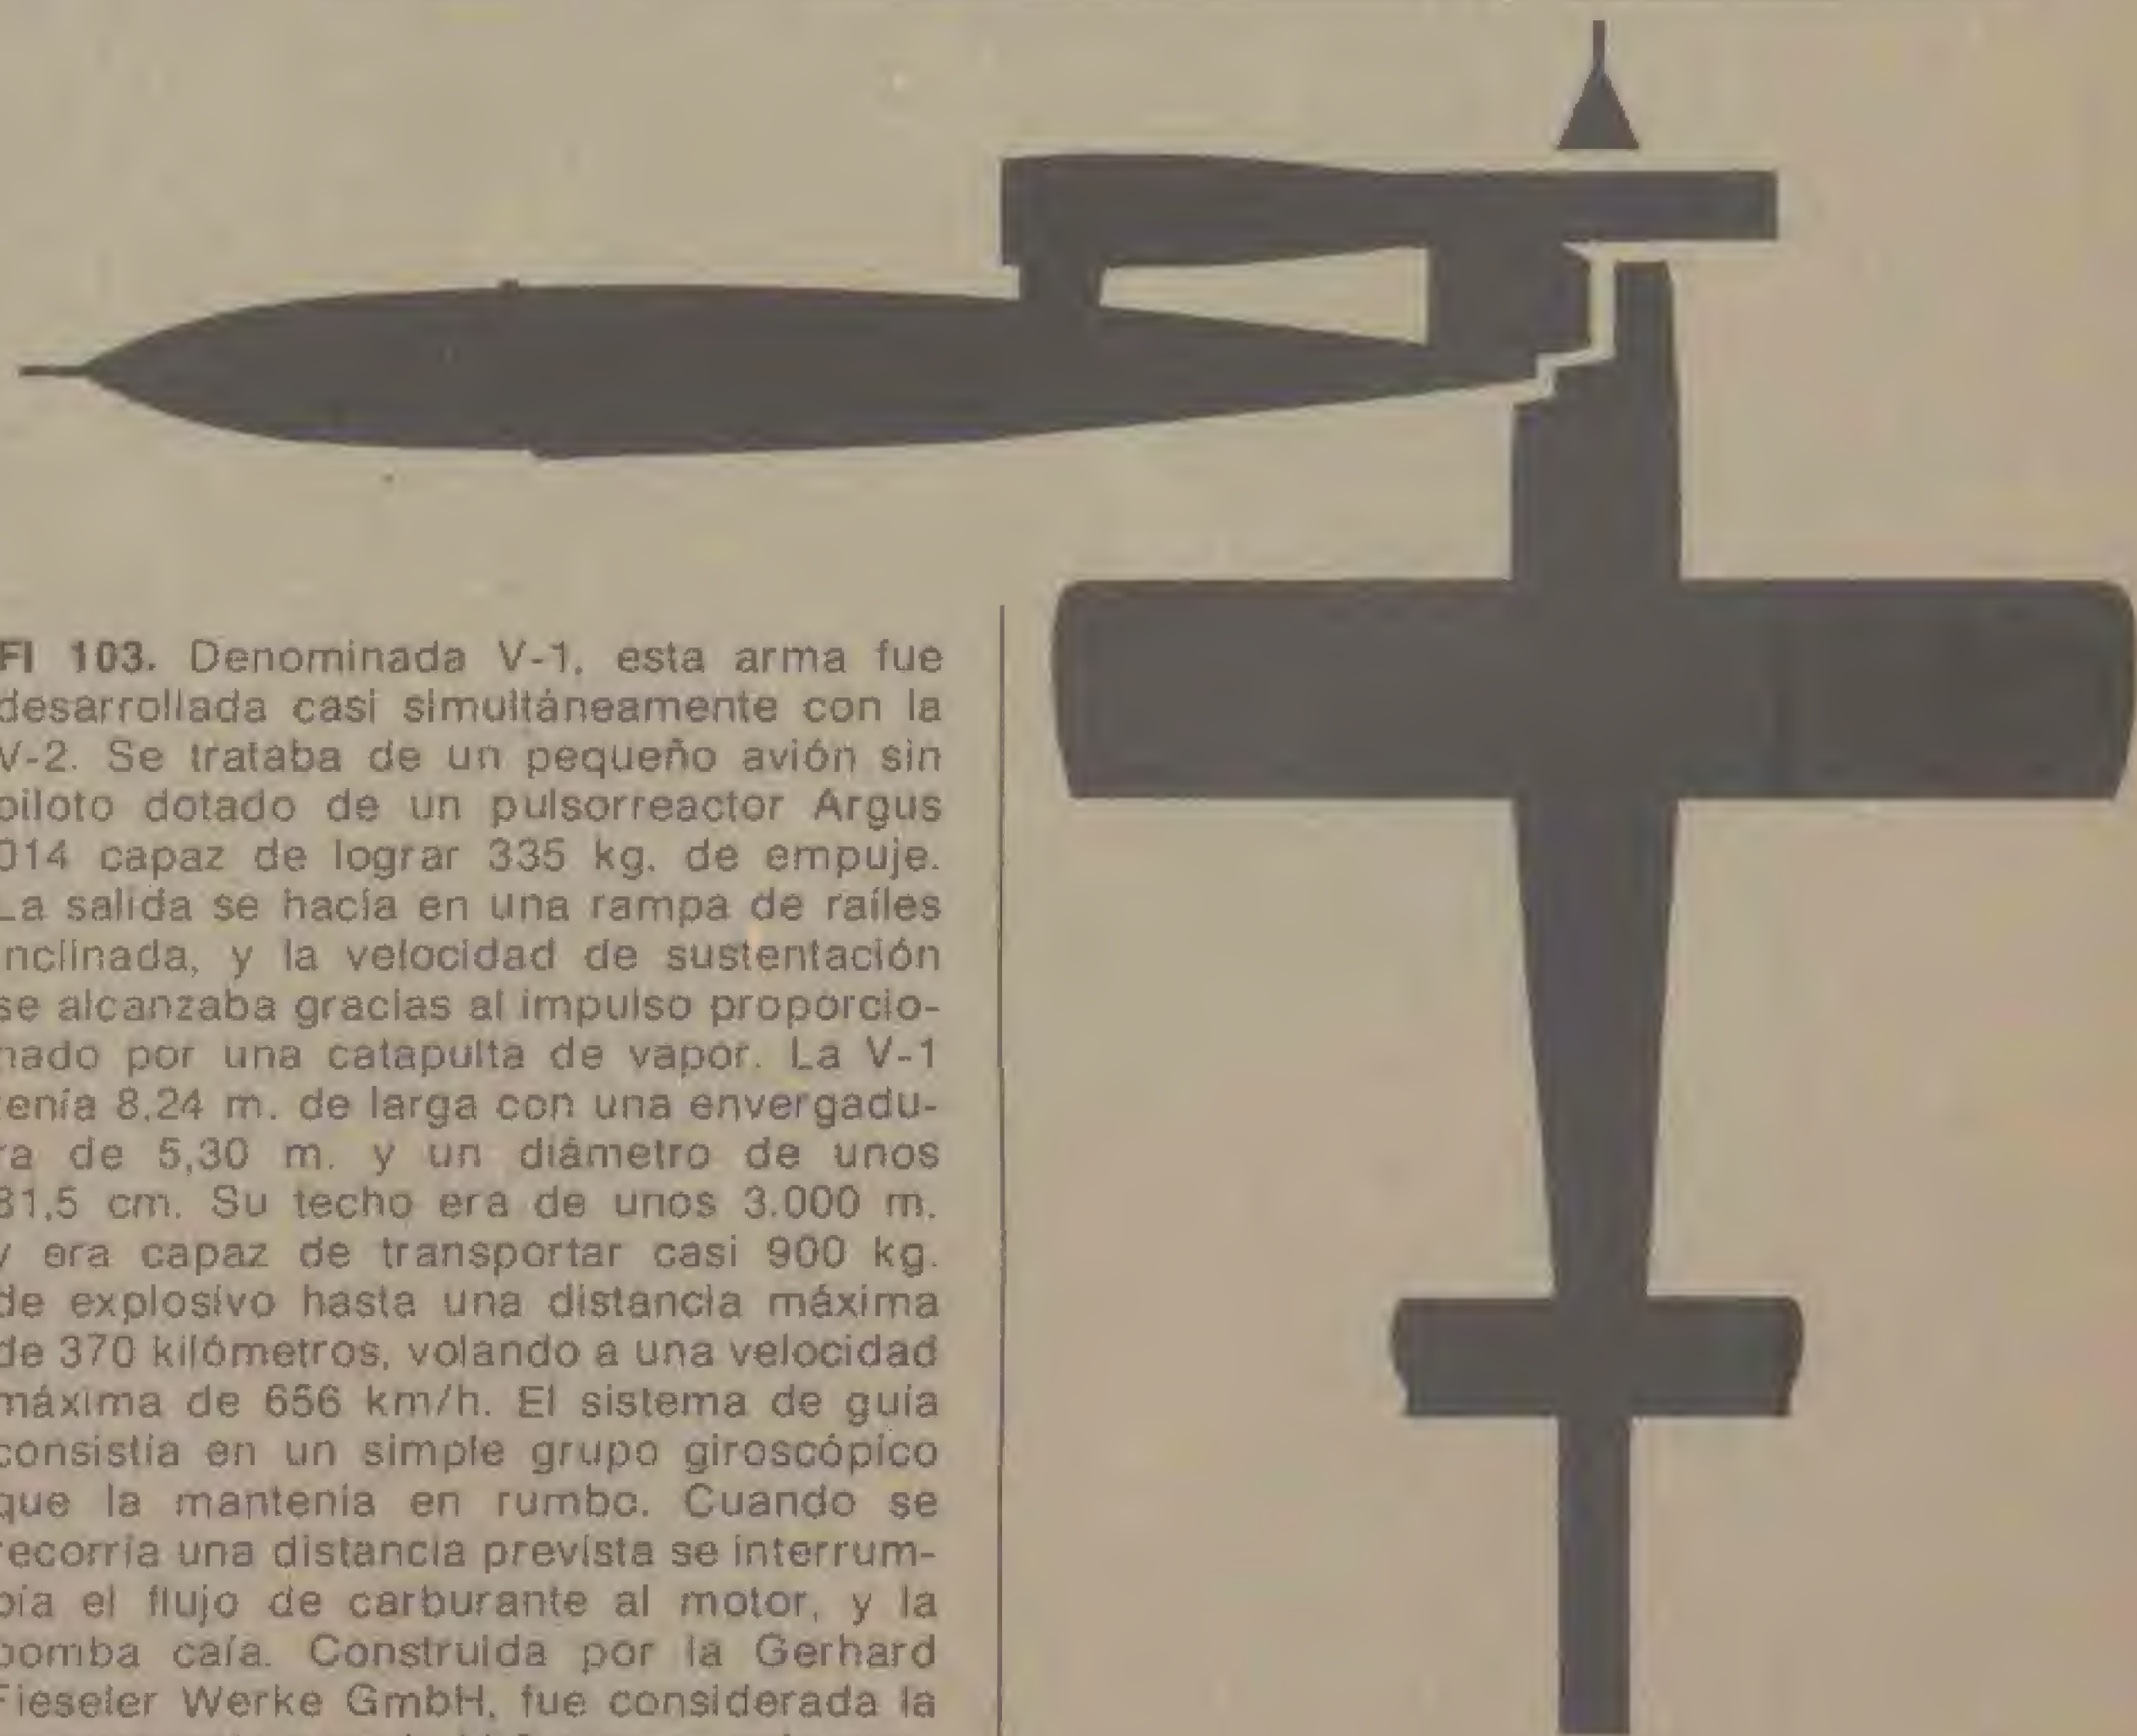 FI 103. Denominada V-1, esta arma fue
desarrollada casi simultáneamente con la
V-2. Se trataba de un pequeño avión sin
piloto dotado de un pulsorreactor Argus
014 capaz de lograr 335 kg. de empuje.
La salida se hacía en una rampa de raíles
inclinada, y la velocidad de sustentación
se alcanzaba gracias al impulso proporcio-
nado por una catapulta de vapor. La V-1
tenía 8,24 m. de larga con una envergadu-
ra de 5,30 m. y un diámetro de unos
81,5 cm. Su techo era de unos 3.000 m.
y era capaz de transportar casi 900 kg.
de explosivo hasta una distancia máxima
de 370 kilómetros, volando a una velocidad
máxima de 656 km/h. El sistema de guía
consistía en un simple grupo giroscópico
que la mantenía en rumbo. Cuando se
recorría una distancia prevista se interrum-
pía el flujo de carburante al motor, y la
bomba caía. Construida por la Gerhard
Fieseler Werke GmbH, fue considerada la